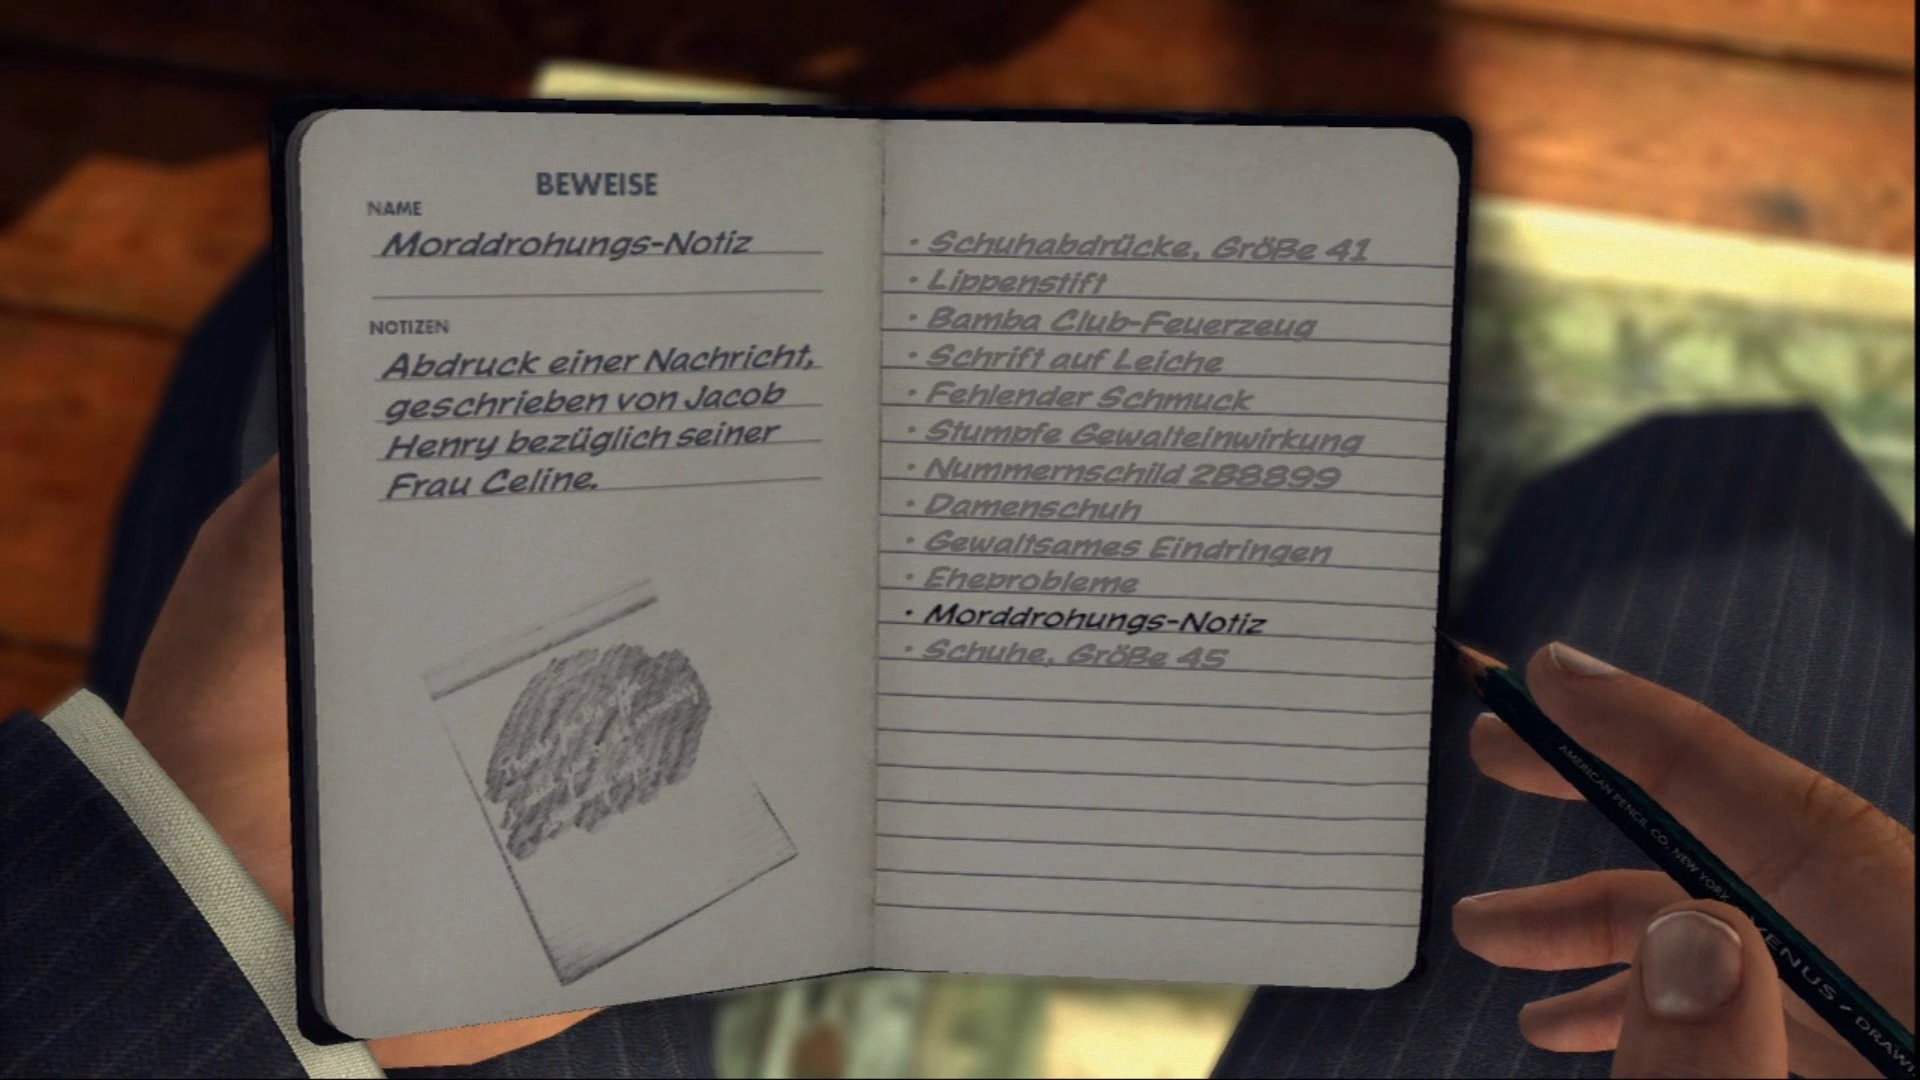 BEWEISE
NAME
Morddrohungs-Notiz
NOTIZEN
Abdruck einer Nachricht,
geschrieben von Jacob
Henry bezüglich seiner
Frau Celine.
• Schuhabdrücke, Größe 41
• Lippenstift
• Bamba Club-Feuerzeug
• Schrift auf Leiche
• Fehlender Schmuck
• Stumpfe Gewalteinwirkung
• Nummernschild 2B8899
• Damenschuh
• Gewaltsames Eindringen
• Eheprobleme
• Morddrohungs-Notiz
• Schuhe, Größe 45
AMERICAN PENCIL CO. NEW YORK VENUS DRAWI